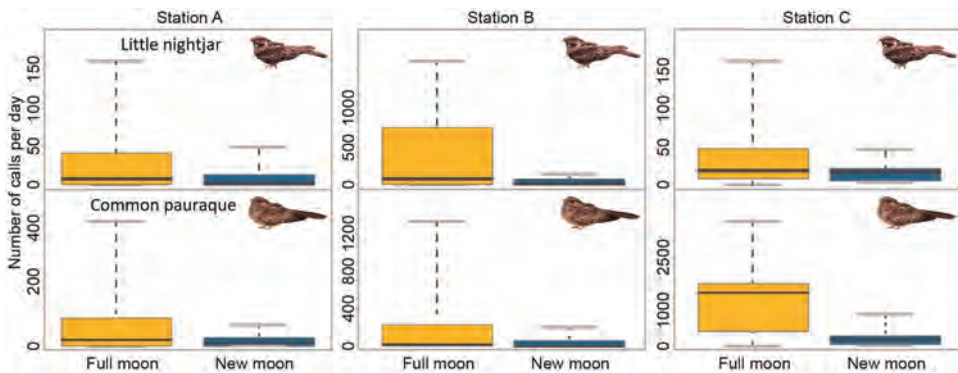 Station A
Station B
Station C
Number of calls per day
Little nightjar
150
100
50
0
1000
500
0
150
100
50
0
Common pauraque
400
200
0
1200
800
400
0
2500
1000
0
Full moon
New moon
Full moon
New moon
Full moon
New moon